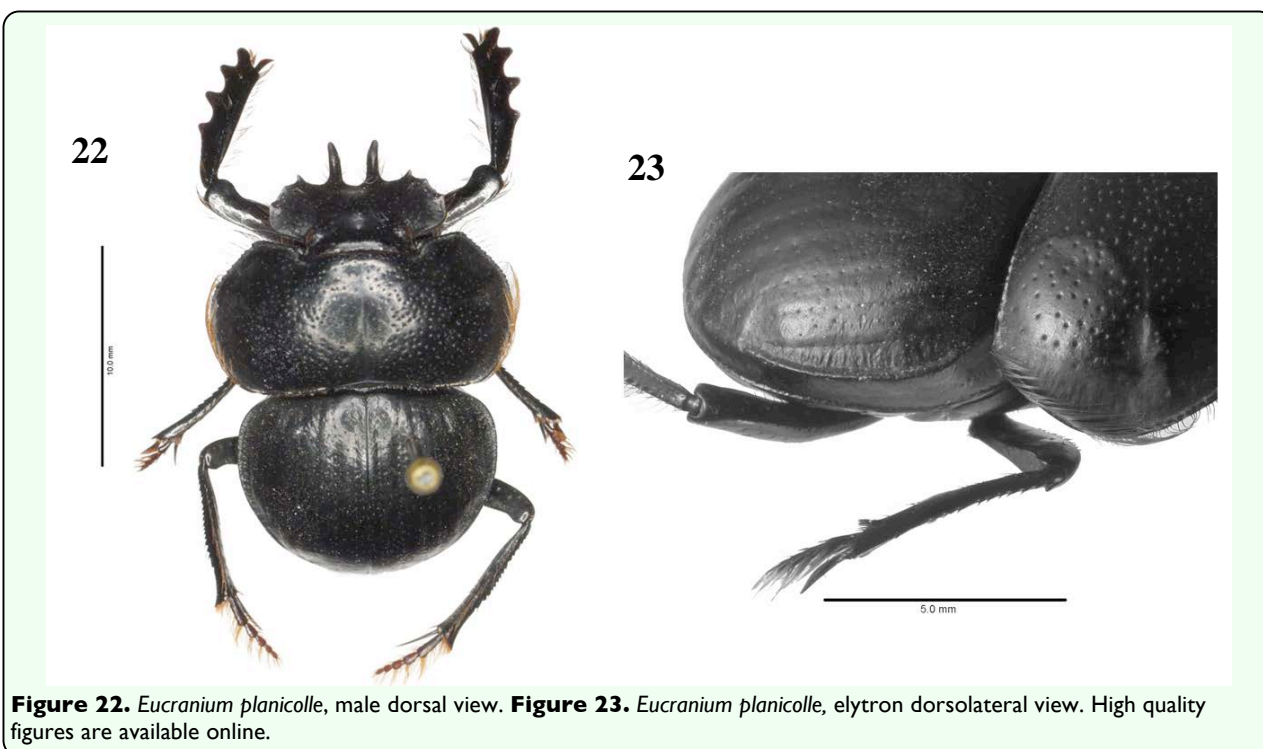 22
23
10.0 mm
5.0 mm
Figure 22. Eucranium planicolle, male dorsal view. Figure 23. Eucranium planicolle, elytron dorsolateral view. High quality
figures are available online.